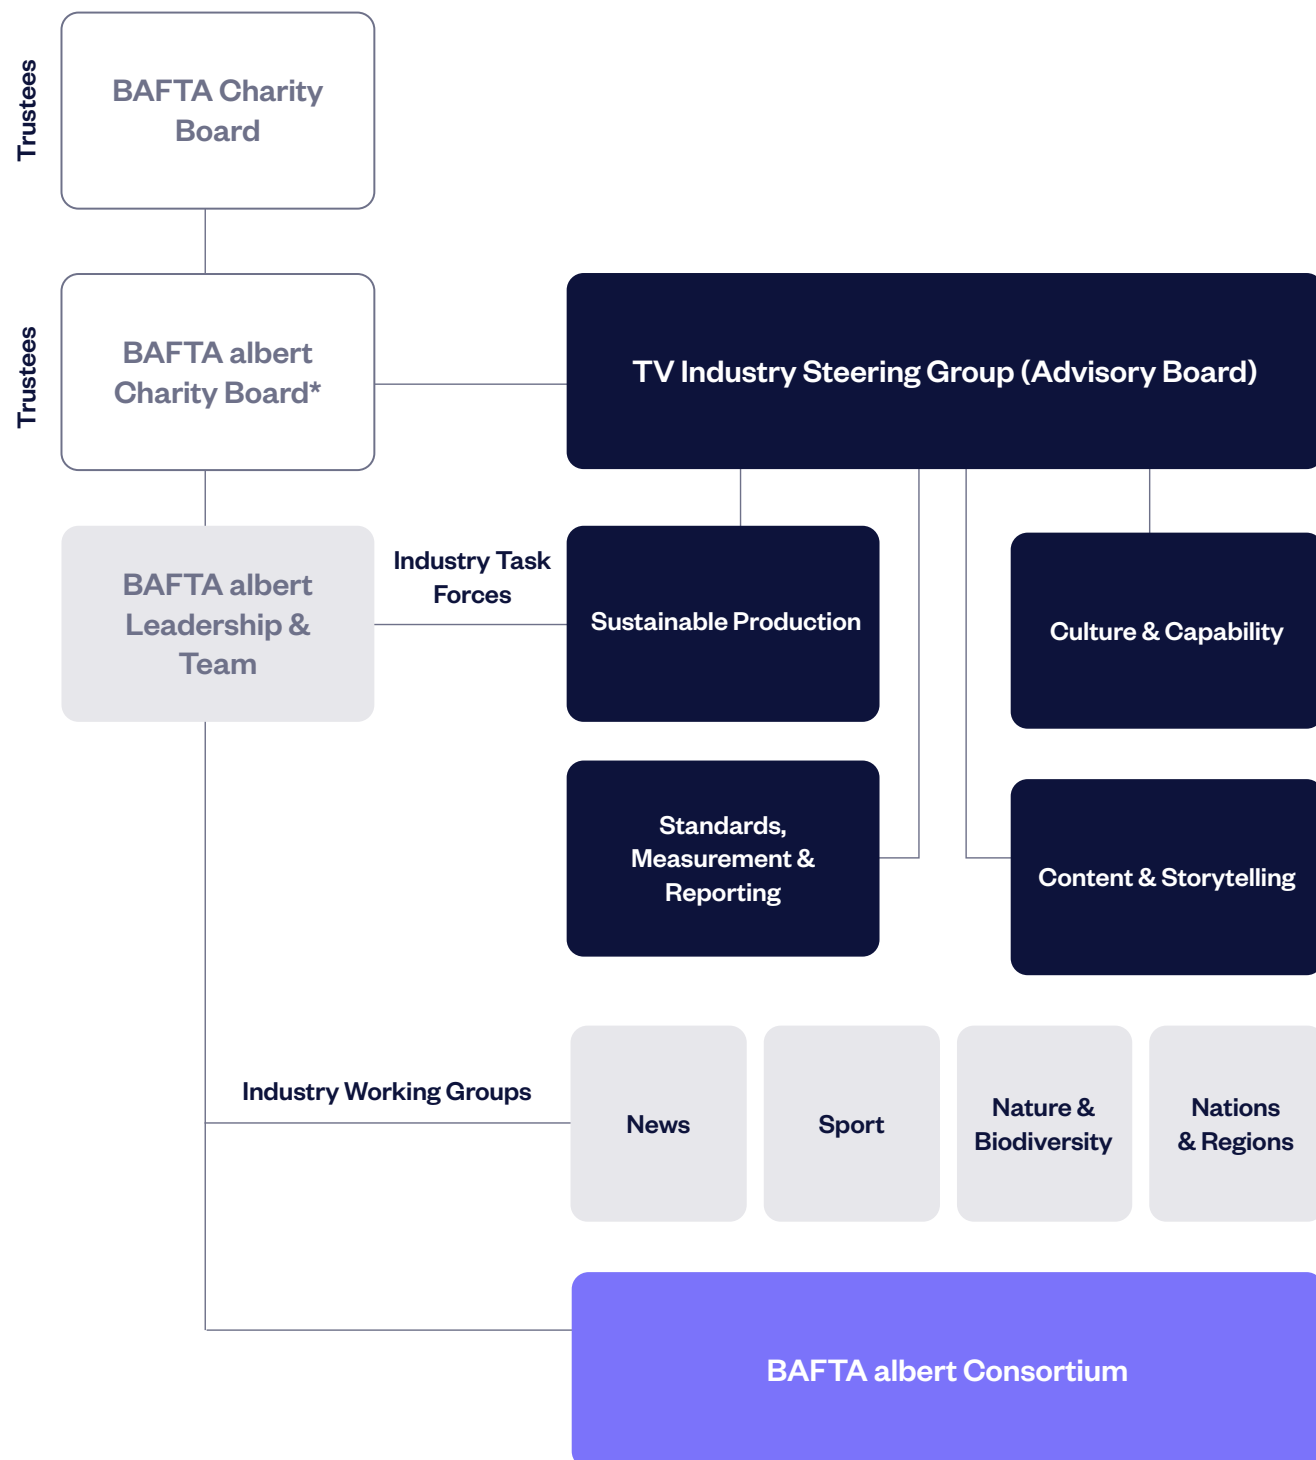 Trustees
BAFTA Charity
Board
Trustees
BAFTA albert
Charity Board*
TV Industry Steering Group (Advisory Board)
BAFTA albert
Leadership &
Team
Industry Task
Forces
Sustainable Production
Culture & Capability
Standards,
Measurement &
Reporting
Content & Storytelling
Industry Working Groups
News
Sport
Nature &
Biodiversity
Nations
& Regions
BAFTA albert Consortium